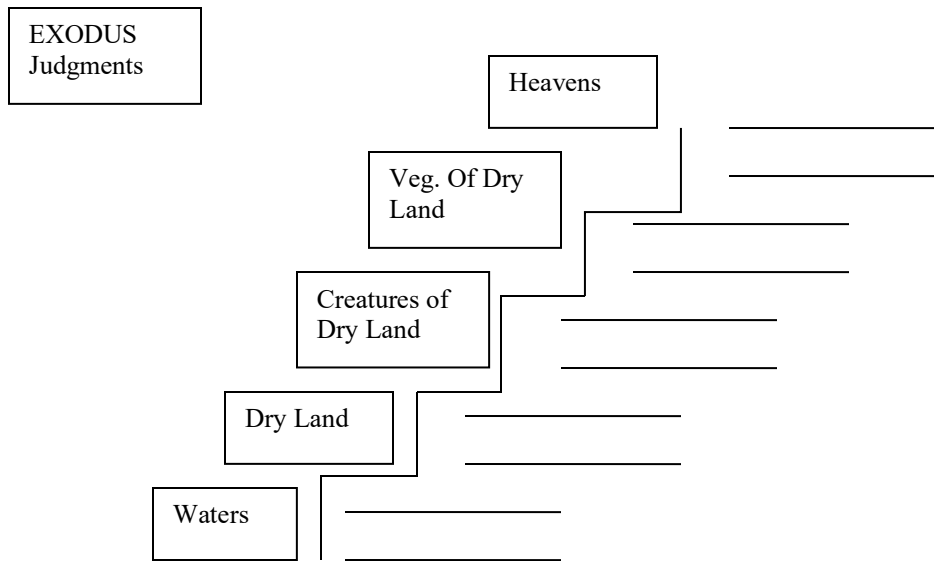 EXODUS
Judgments
Heavens
Veg. Of Dry
Land
Creatures of
Dry Land
Dry Land
Waters